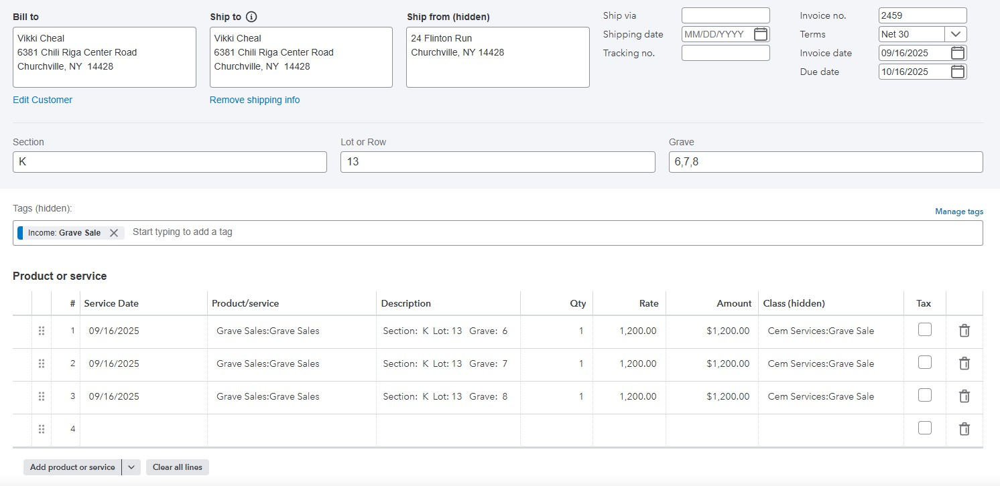 Bill to
Vikki Cheal
6381 Chili Riga Center Road
Churchville, NY  14428
Edit Customer
Ship to
Vikki Cheal
6381 Chili Riga Center Road
Churchville, NY  14428
Remove shipping info
Ship from (hidden)
24 Flinton Run
Churchville, NY 14428
Ship via
Shipping date MM/DD/YYYY
Tracking no.
Invoice no. 2459
Terms Net 30
Invoice date 09/16/2025
Due date 10/16/2025
Section Lot or Row Grave
K 13 6,7,8
Tags (hidden):
Manage tags
Income: Grave Sale Start typing to add a tag
Product or service
# Service Date Product/service Description Qty Rate Amount Class (hidden) Tax
1 09/16/2025 Grave Sales:Grave Sales Section: K Lot: 13 Grave: 6 1 1,200.00 $1,200.00 Cem Services:Grave Sale
2 09/16/2025 Grave Sales:Grave Sales Section: K Lot: 13 Grave: 7 1 1,200.00 $1,200.00 Cem Services:Grave Sale
3 09/16/2025 Grave Sales:Grave Sales Section: K Lot: 13 Grave: 8 1 1,200.00 $1,200.00 Cem Services:Grave Sale
4
Add product or service Clear all lines